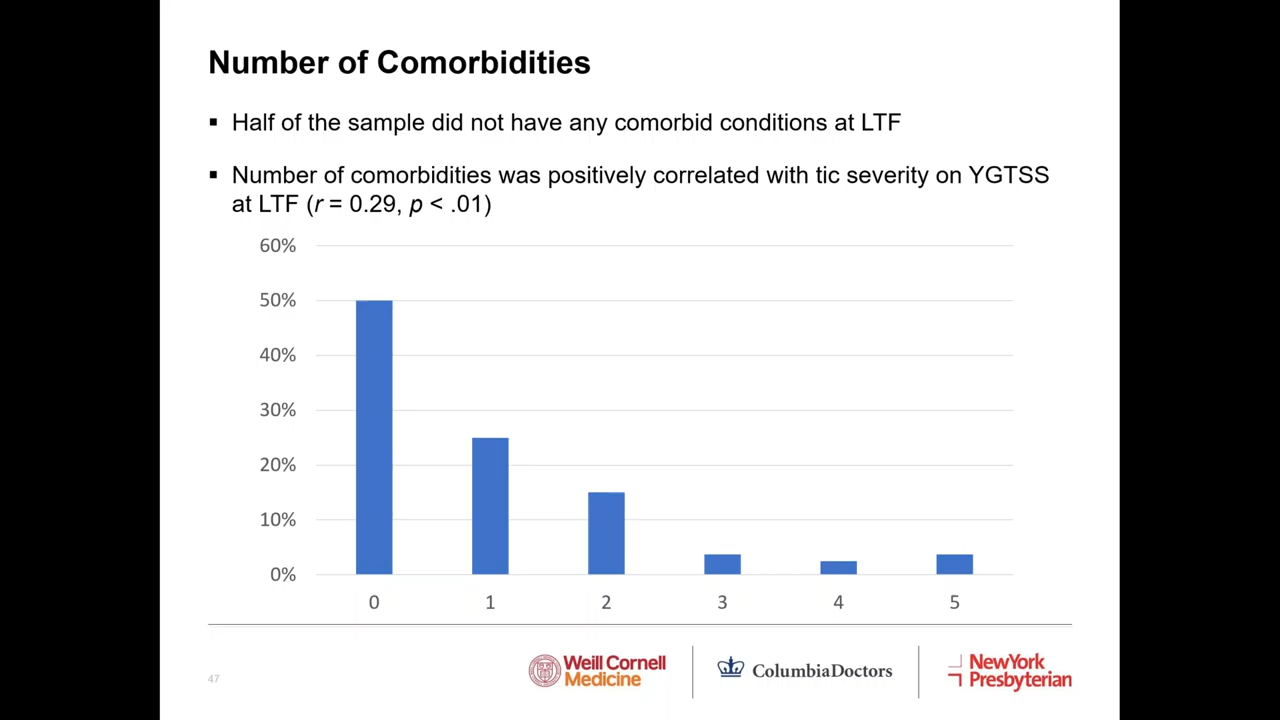 Number of Comorbidities
▪ Half of the sample did not have any comorbid conditions at LTF
▪ Number of comorbidities was positively correlated with tic severity on YGTSS
at LTF (r = 0.29, p < .01)
60%
50%
40%
30%
20%
10%
0%
0 1 2 3 4 5
47
Weill Cornell
Medicine
ColumbiaDoctors
NewYork
Presbyterian